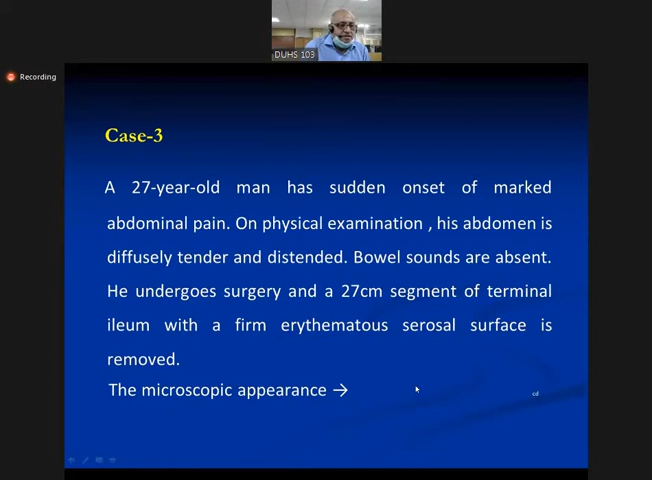 DUHS 103
Recording
Case-3
A 27-year-old man has sudden onset of marked
abdominal pain. On physical examination , his abdomen is
diffusely tender and distended. Bowel sounds are absent.
He undergoes surgery and a 27cm segment of terminal
ileum with a firm erythematous serosal surface is
removed.
The microscopic appearance →
cd